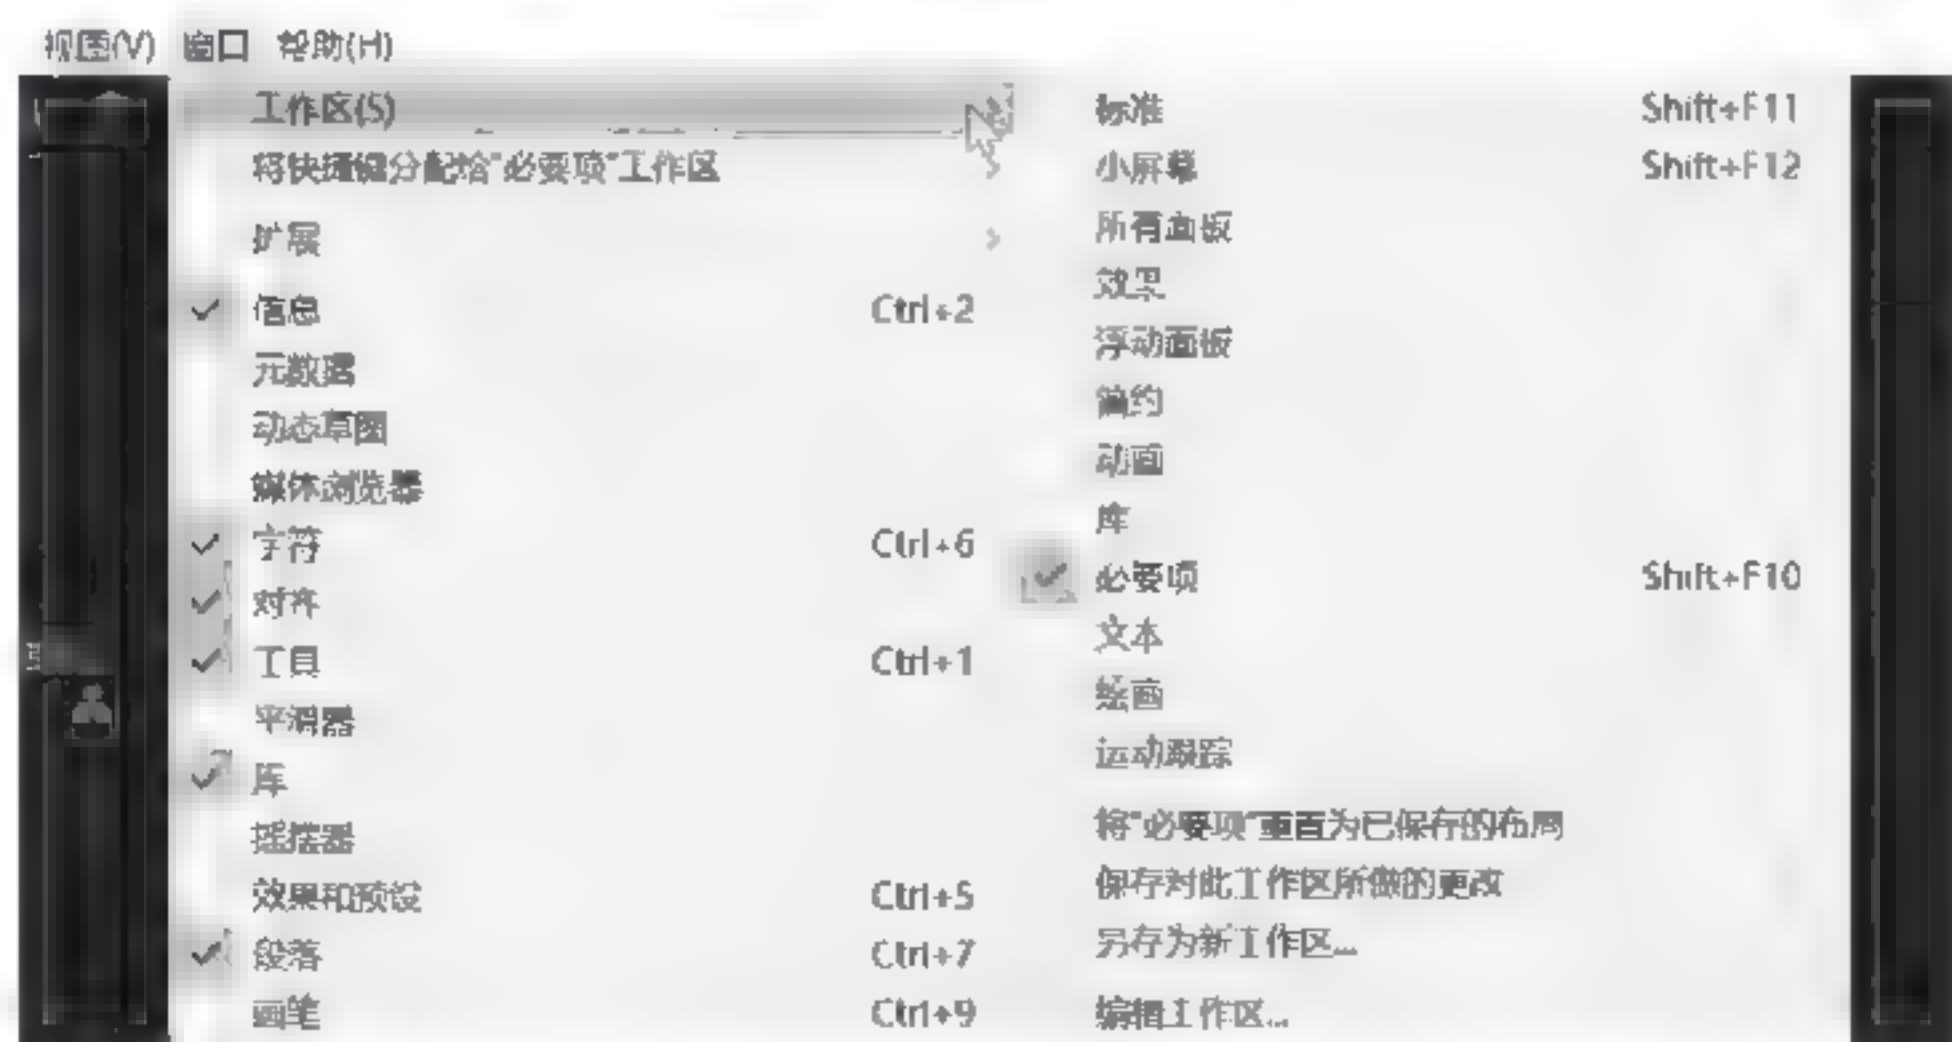 视图(V) 窗口 帮助(H)
工作区(S)
将快捷键分配给"必要项"工作区
扩展
信息 Ctrl+2
元数据
动态草图
媒体浏览器
字符 Ctrl+6
对齐
工具 Ctrl+1
平滑器
库
摇摆器
效果和预设 Ctrl+5
段落 Ctrl+7
画笔 Ctrl+9
标准 Shift+F11
小屏幕 Shift+F12
所有面板
效果
浮动面板
简约
动画
库
必要项 Shift+F10
文本
绘画
运动跟踪
将"必要项"重置为已保存的布局
保存对此工作区所做的更改
另存为新工作区...
编辑工作区...